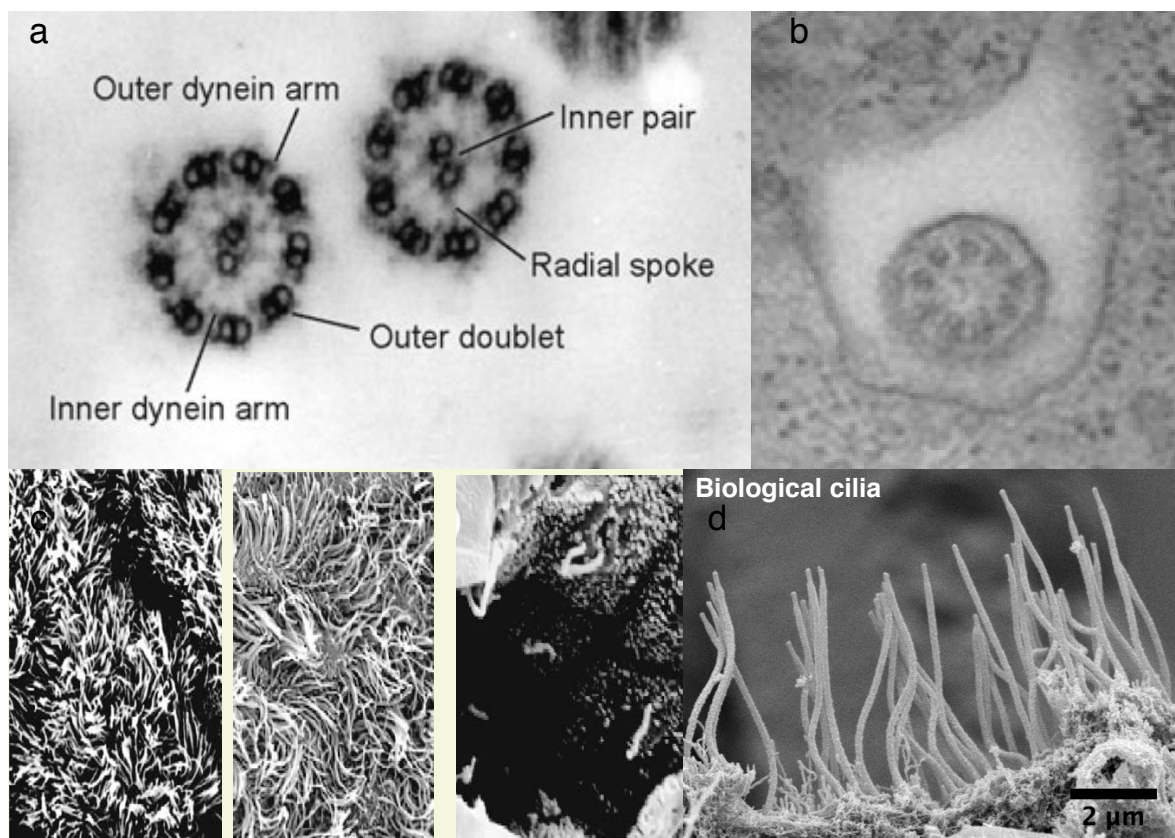 a
Outer dynein arm
Inner pair
Radial spoke
Outer doublet
Inner dynein arm
b
c
Biological cilia
d
2 μm